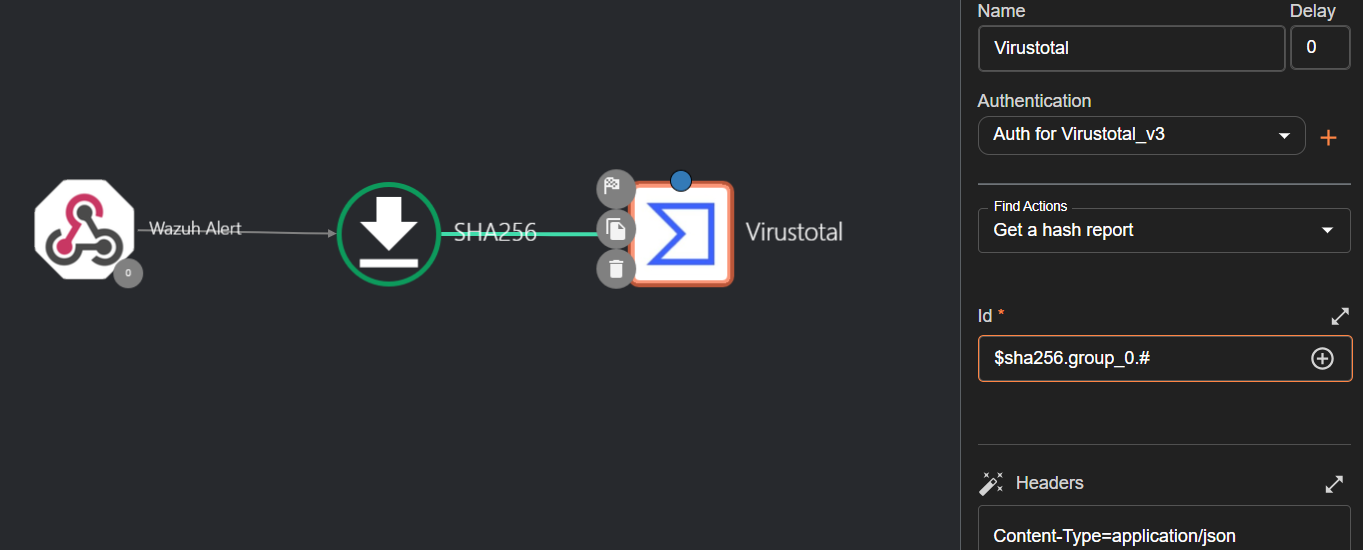 Name
Delay
Virustotal
0
Authentication
Auth for Virustotal_v3
+
Find Actions
Get a hash report
Wazuh Alert
SHA256
Virustotal
0
Id *
$sha256.group_0.#
Headers
Content-Type=application/json